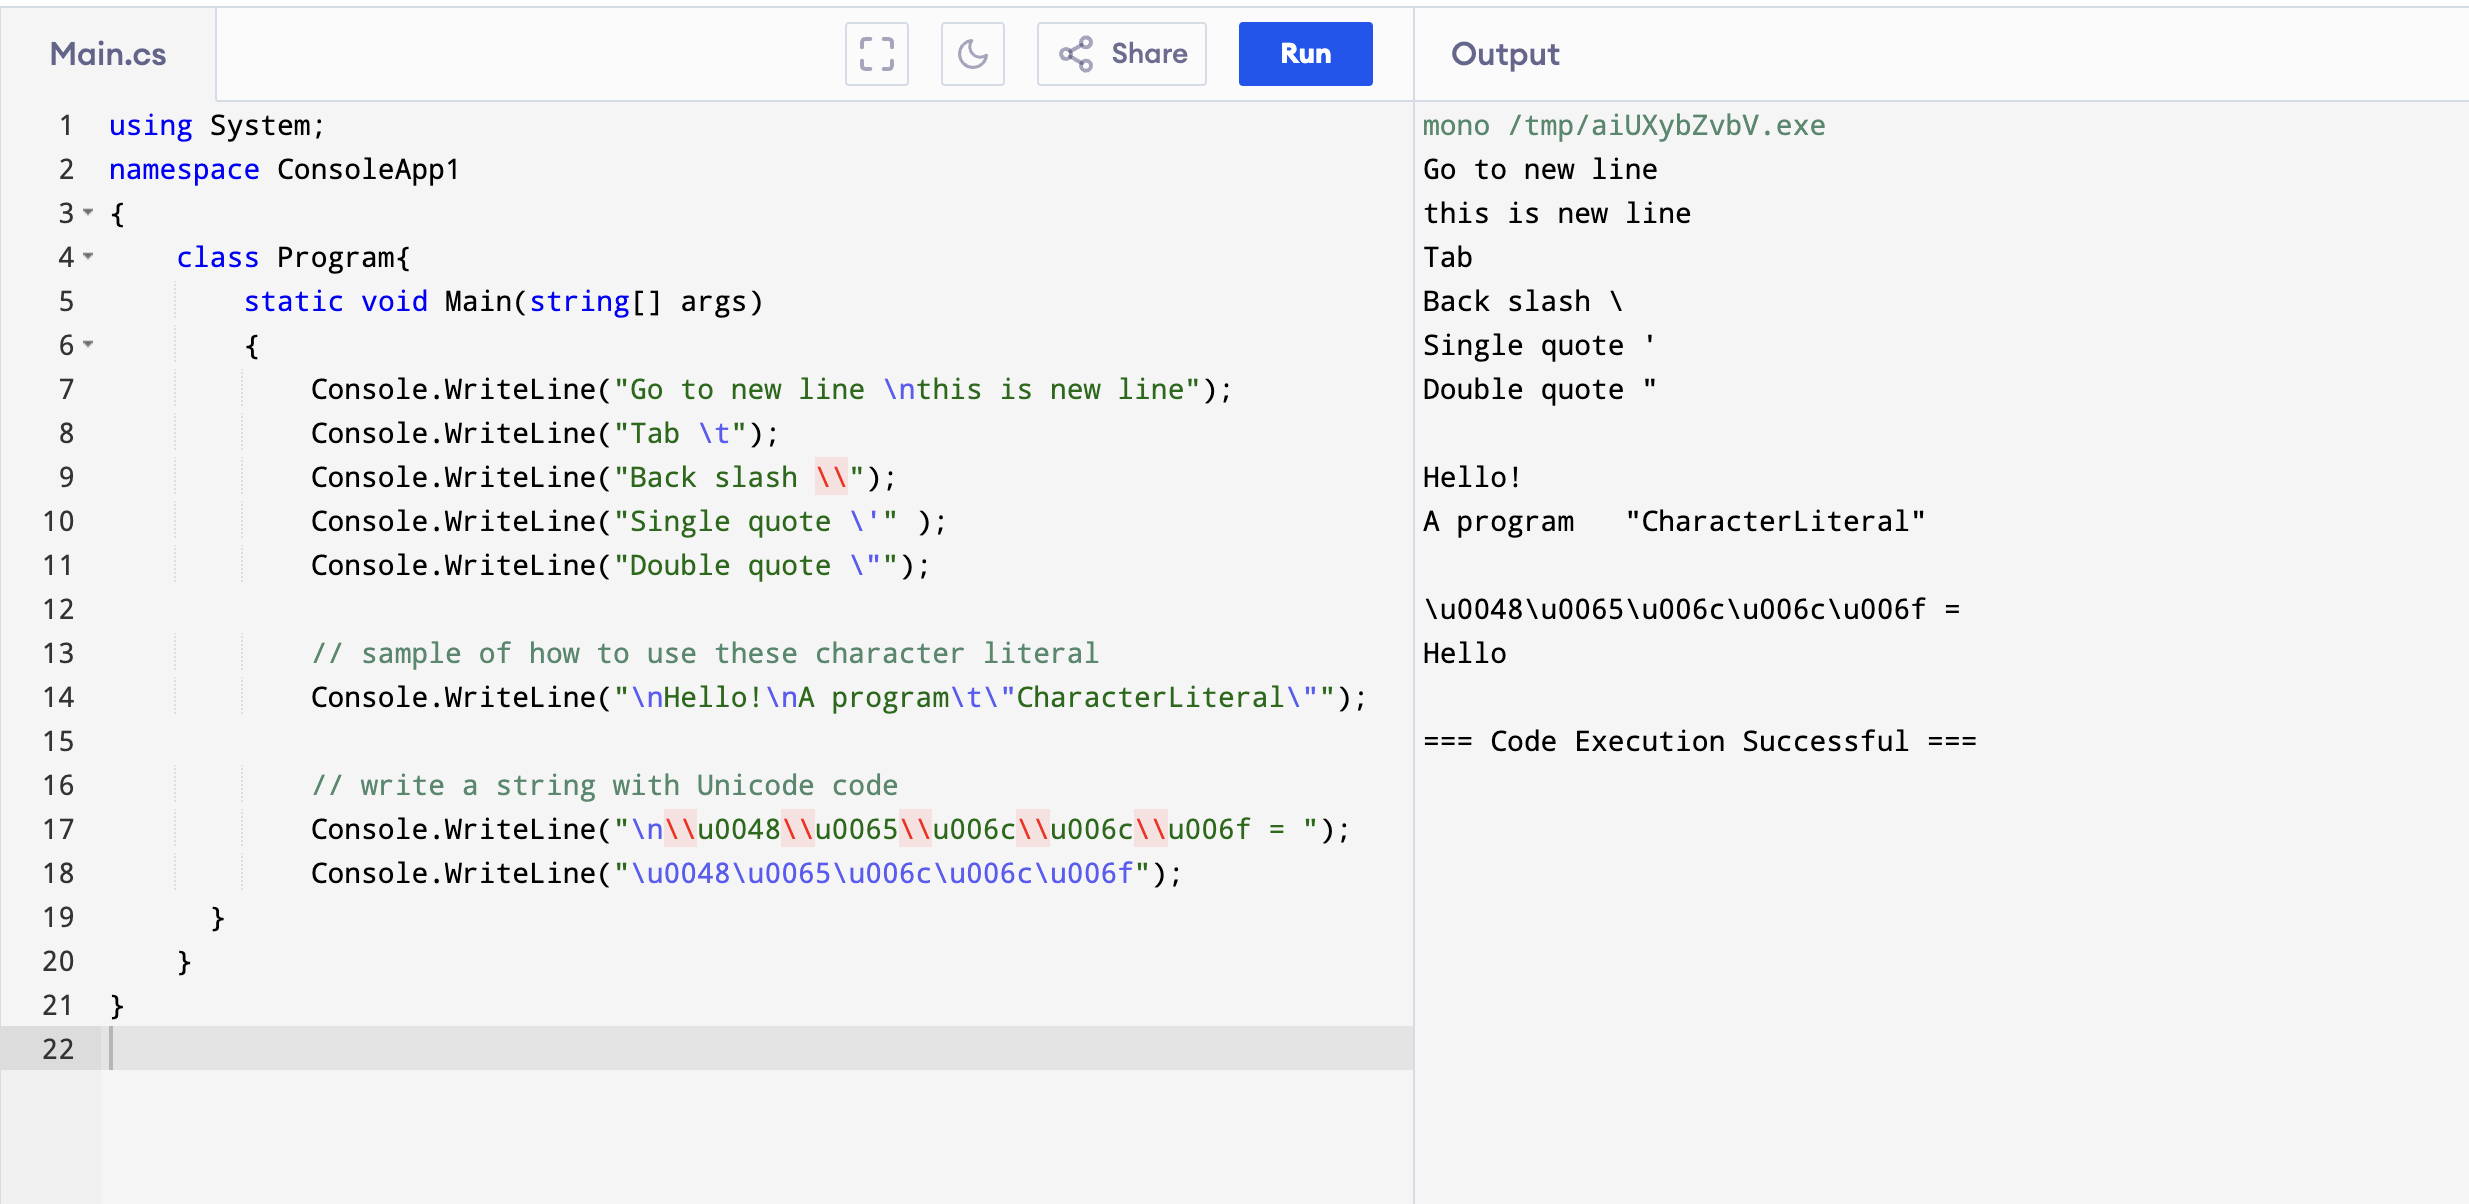 Main.cs
Share
Run
Output
1 using System;
2 namespace ConsoleApp1
3 {
4     class Program{
5         static void Main(string[] args)
6         {
7             Console.WriteLine("Go to new line \nthis is new line");
8             Console.WriteLine("Tab \t");
9             Console.WriteLine("Back slash \\");
10             Console.WriteLine("Single quote \'" );
11             Console.WriteLine("Double quote \"");
12
13             // sample of how to use these character literal
14             Console.WriteLine("\nHello!\nA program\t\"CharacterLiteral\"");
15
16             // write a string with Unicode code
17             Console.WriteLine("\n\\u0048\\u0065\\u006c\\u006c\\u006f = ");
18             Console.WriteLine("\u0048\u0065\u006c\u006c\u006f");
19       }
20     }
21 }
22
mono /tmp/aiUXybZvbV.exe
Go to new line
this is new line
Tab
Back slash \
Single quote '
Double quote "
Hello!
A program   "CharacterLiteral"
\u0048\u0065\u006c\u006c\u006f =
Hello
=== Code Execution Successful ===